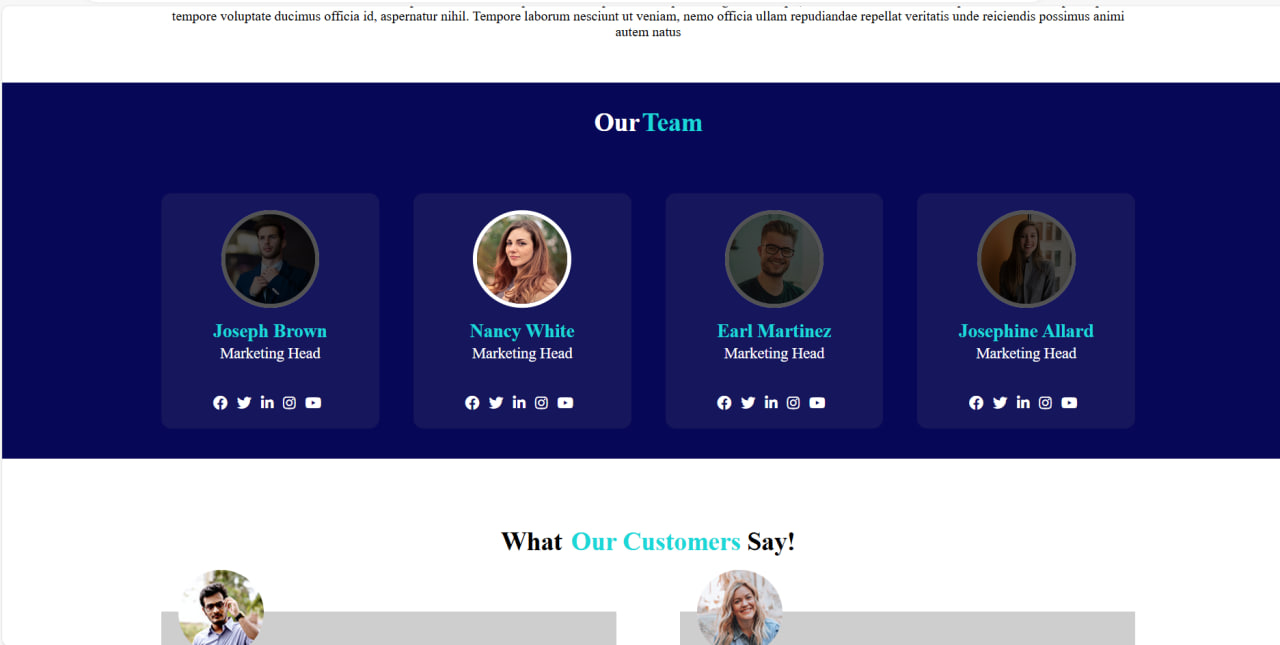 tempore voluptate ducimus officia id, aspernatur nihil. Tempore laborum nesciunt ut veniam, nemo officia ullam repudiandae repellat veritatis unde reiciendis possimus animi
autem natus
Our Team
Joseph Brown
Marketing Head
Nancy White
Marketing Head
Earl Martinez
Marketing Head
Josephine Allard
Marketing Head
What Our Customers Say!